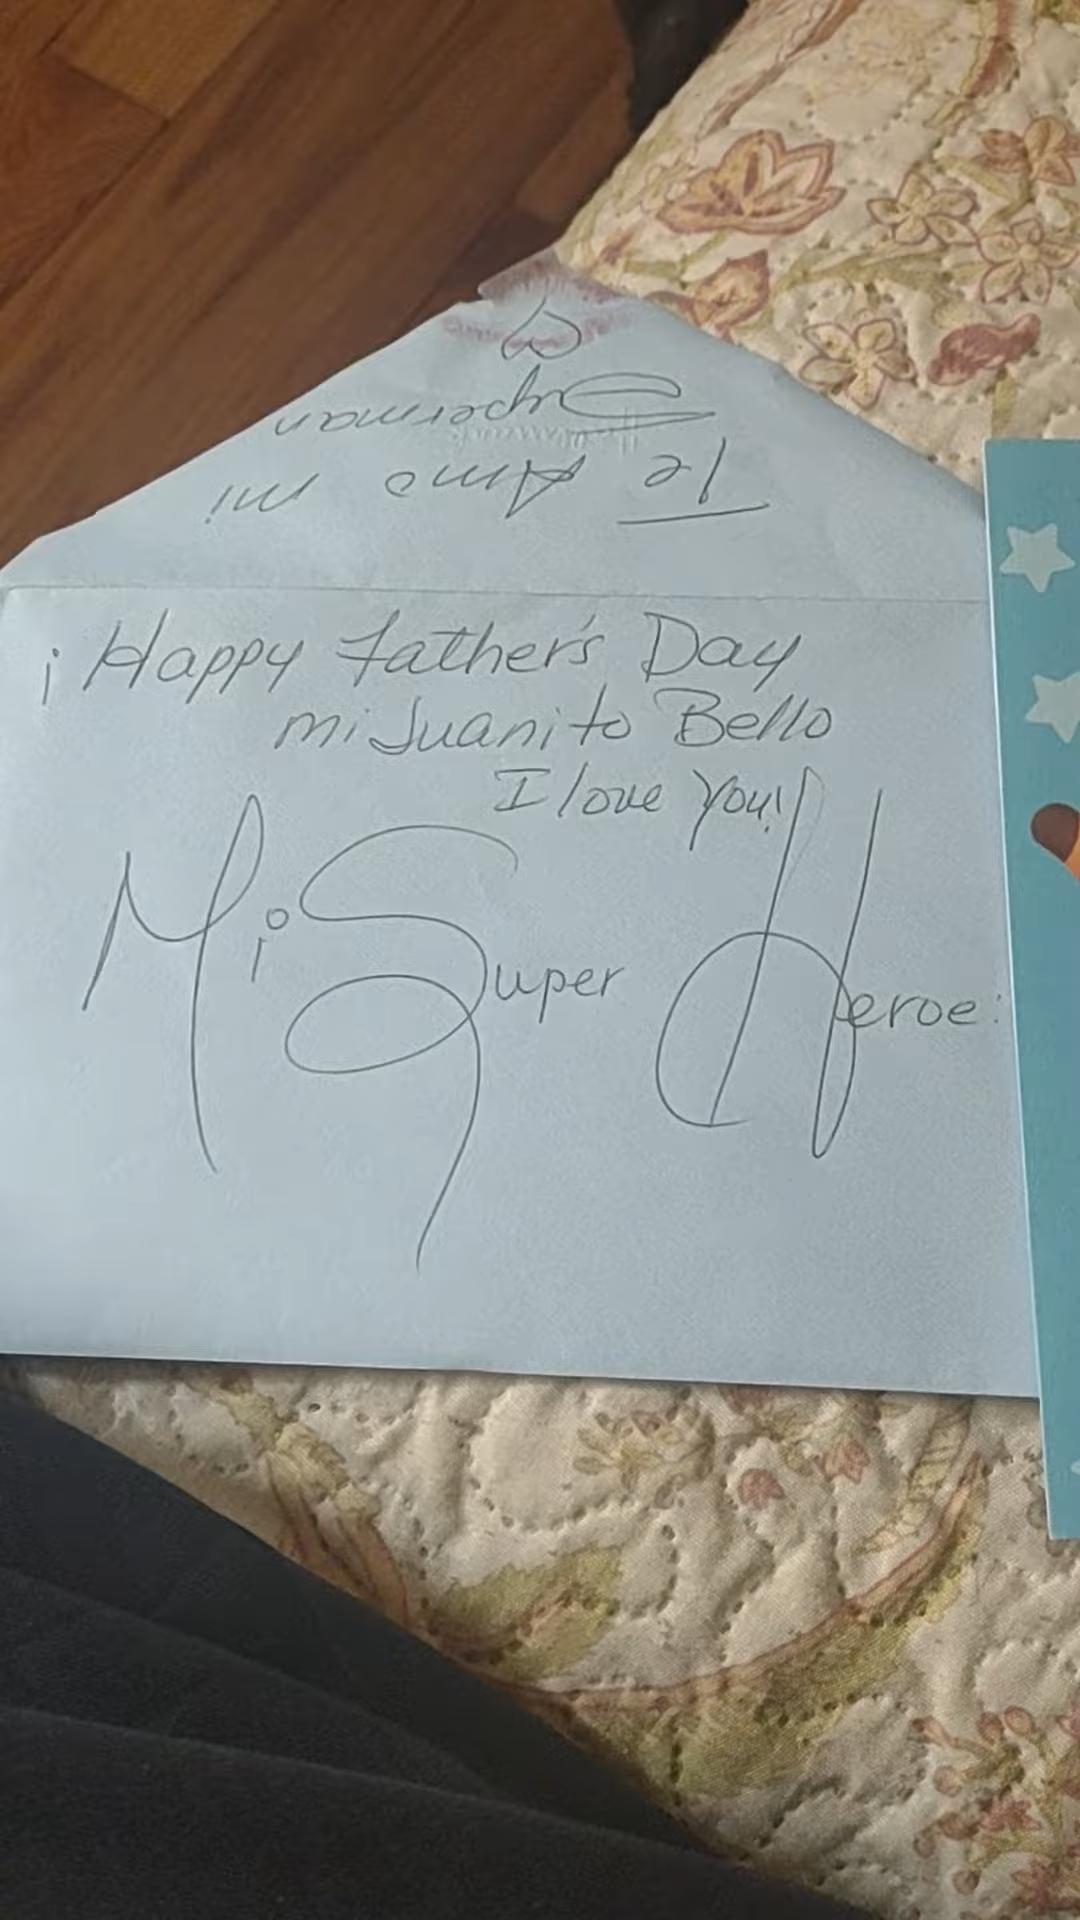 Te Amo mi
Superman
¡Happy Father's Day
mi Juanito Bello
I love You!
Mi Super Heroe: